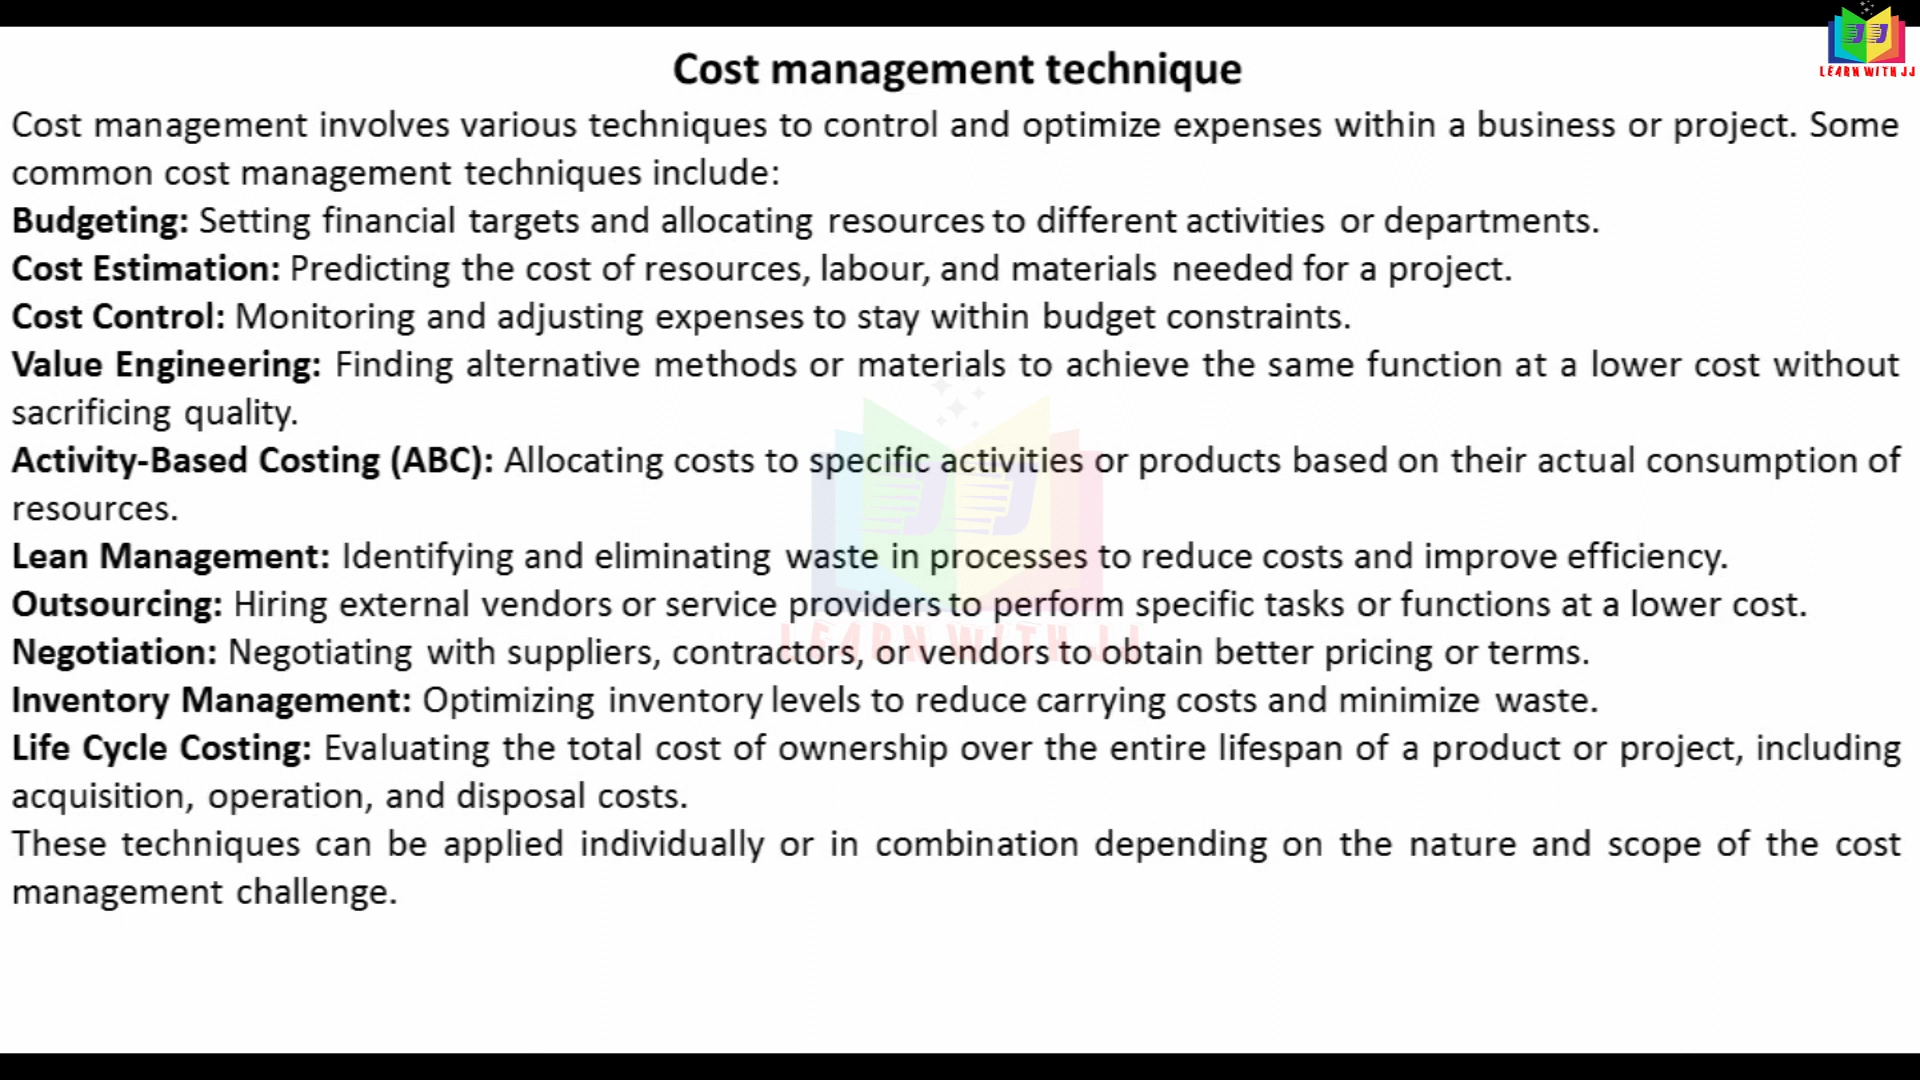 LEARN WITH JJ
Cost management technique
Cost management involves various techniques to control and optimize expenses within a business or project. Some
common cost management techniques include:
Budgeting: Setting financial targets and allocating resources to different activities or departments.
Cost Estimation: Predicting the cost of resources, labour, and materials needed for a project.
Cost Control: Monitoring and adjusting expenses to stay within budget constraints.
Value Engineering: Finding alternative methods or materials to achieve the same function at a lower cost without
sacrificing quality.
Activity-Based Costing (ABC): Allocating costs to specific activities or products based on their actual consumption of
resources.
Lean Management: Identifying and eliminating waste in processes to reduce costs and improve efficiency.
Outsourcing: Hiring external vendors or service providers to perform specific tasks or functions at a lower cost.
LEARN WITH JJ
Negotiation: Negotiating with suppliers, contractors, or vendors to obtain better pricing or terms.
Inventory Management: Optimizing inventory levels to reduce carrying costs and minimize waste.
Life Cycle Costing: Evaluating the total cost of ownership over the entire lifespan of a product or project, including
acquisition, operation, and disposal costs.
These techniques can be applied individually or in combination depending on the nature and scope of the cost
management challenge.